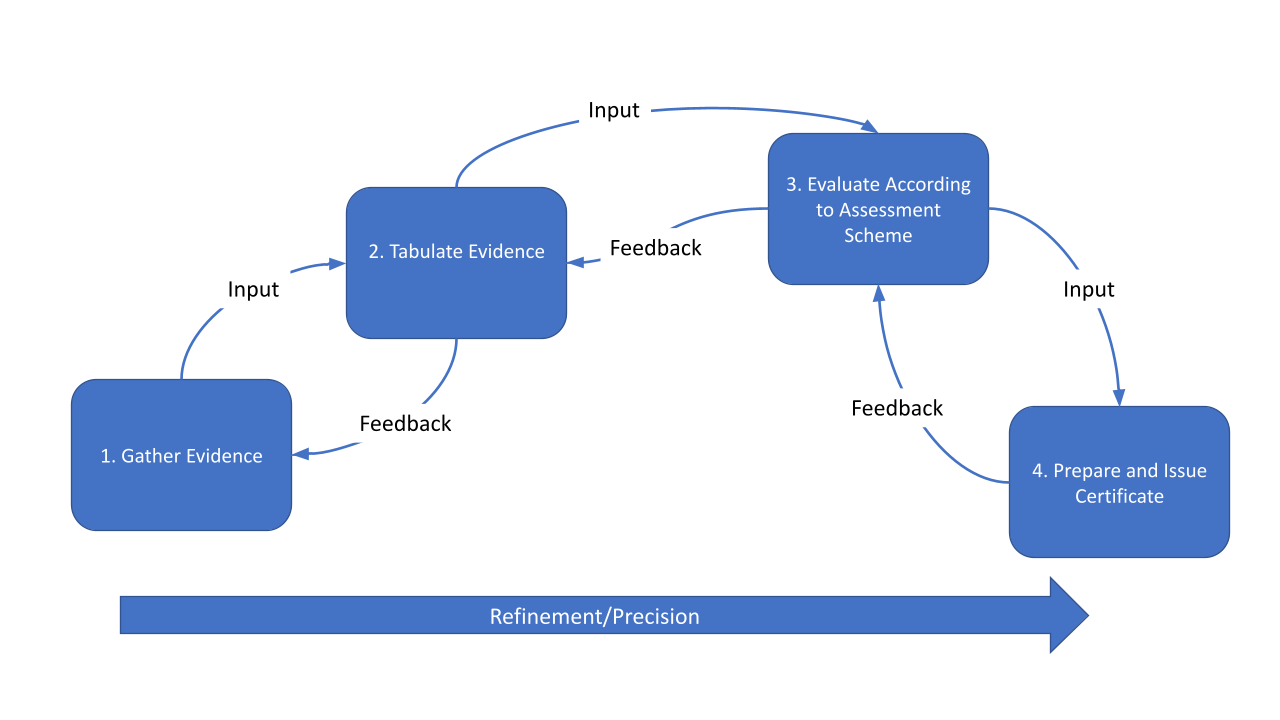 Input
3. Evaluate According
to Assessment
Scheme
2. Tabulate Evidence
Feedback
Input
Input
Feedback
Feedback
1. Gather Evidence
4. Prepare and Issue
Certificate
Refinement/Precision